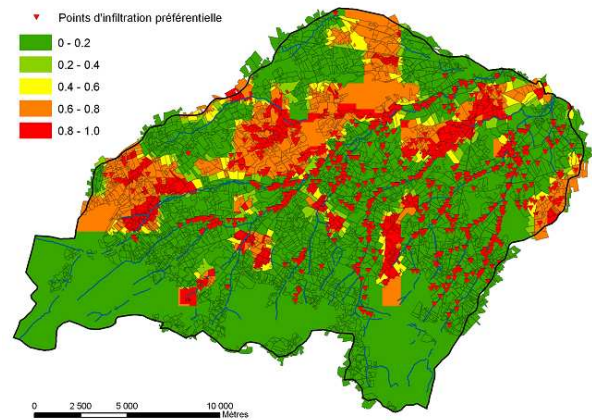 Points d'infiltration préférentielle
0 - 0.2
0.2 - 0.4
0.4 - 0.6
0.6 - 0.8
0.8 - 1.0
0 2 500 5 000 10 000
Mètres